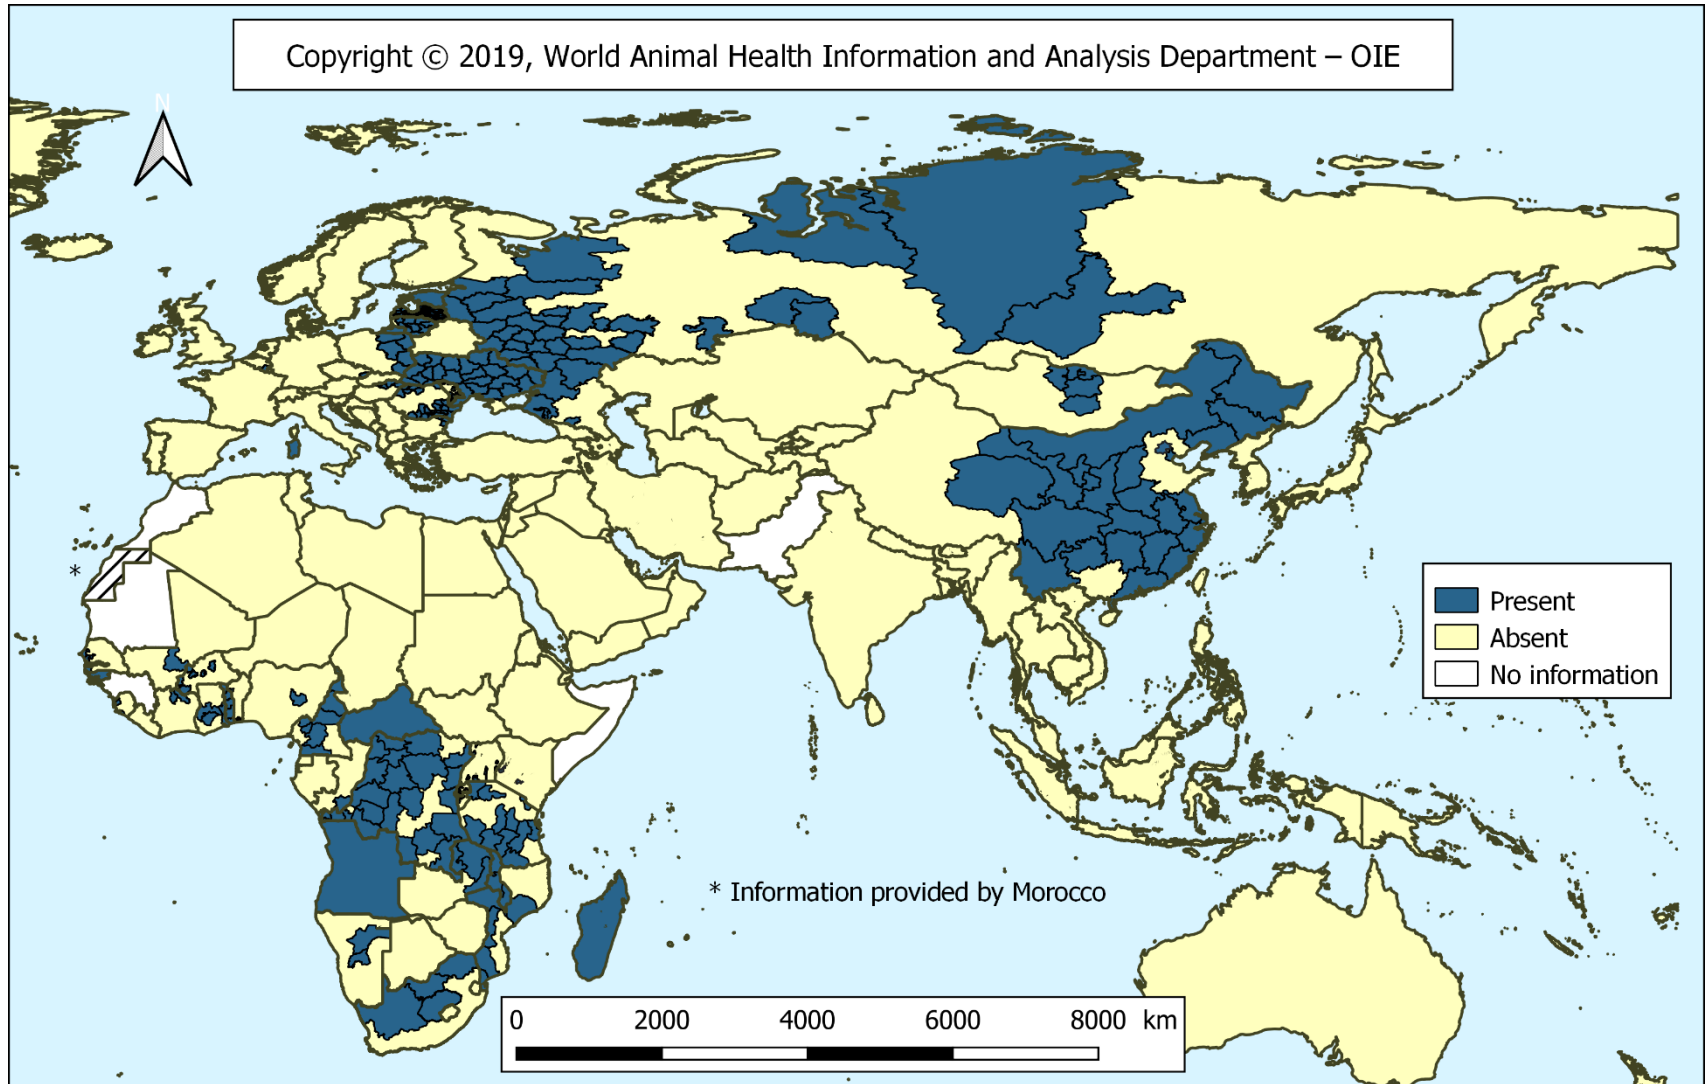 Copyright © 2019, World Animal Health Information and Analysis Department – OIE
N
*
Present
Absent
No information
* Information provided by Morocco
0 2000 4000 6000 8000 km